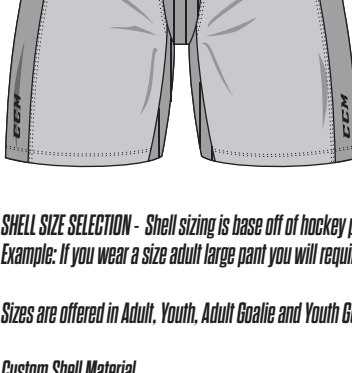 CCM
CCM
SHELL SIZE SELECTION - Shell sizing is base off of hockey
Example: If you wear a size adult large pant you will
Sizes are offered in Adult, Youth, Adult Goalie and Youth
Custom Shell Material